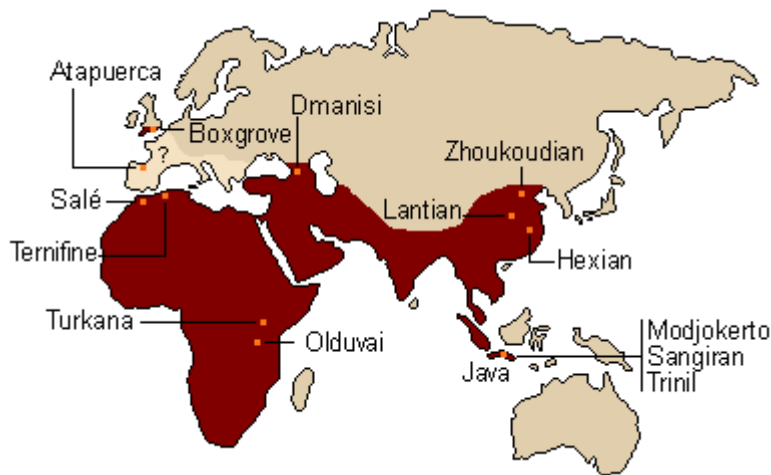 Atapuerca
Dmanisi
Boxgrove
?
Zhoukoudian
Salé
Lantian
Ternifine
Hexian
Turkana
Olduvai
Modjokerto
Sangiran
Trinil
Java